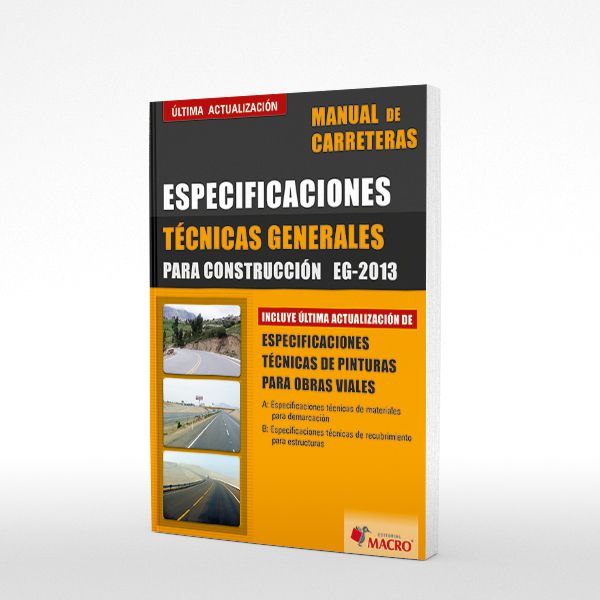 ÚLTIMA ACTUALIZACIÓN
MANUAL DE
CARRETERAS
ESPECIFICACIONES
TÉCNICAS GENERALES
PARA CONSTRUCCIÓN EG-2013
INCLUYE ÚLTIMA ACTUALIZACIÓN DE
ESPECIFICACIONES
TÉCNICAS DE PINTURAS
PARA OBRAS VIALES
A: Especificaciones técnicas de materiales
para demarcación
B: Especificaciones técnicas de recubrimiento
para estructuras
EDITORIAL
MACRO®